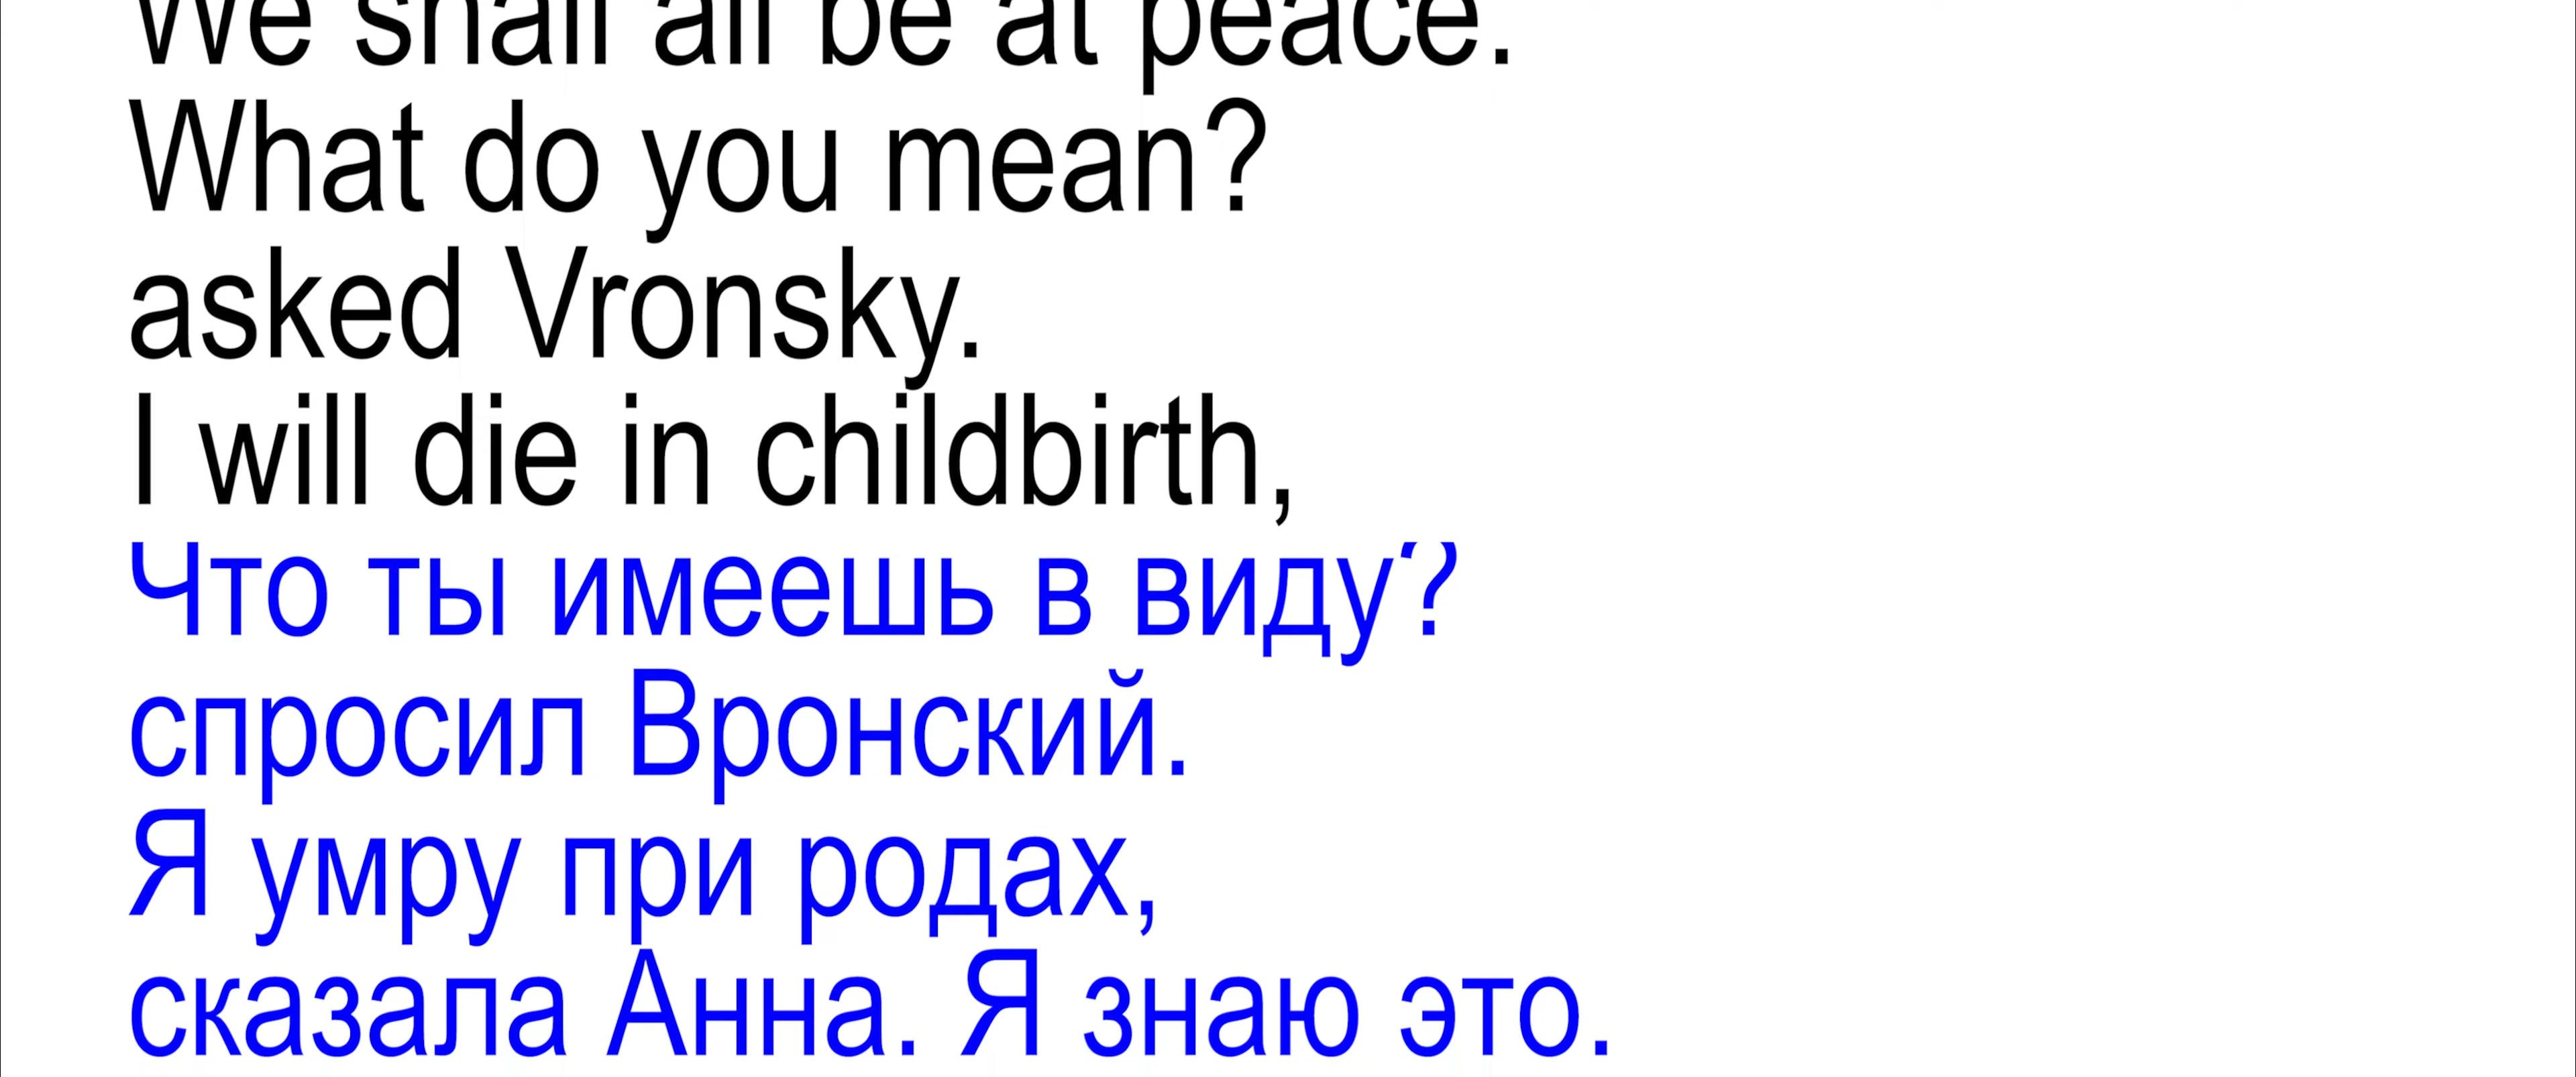 We shall all be at peace.
What do you mean?
asked Vronsky.
I will die in childbirth,
Что ты имеешь в виду?
спросил Вронский.
Я умру при родах,
сказала Анна. Я знаю это.